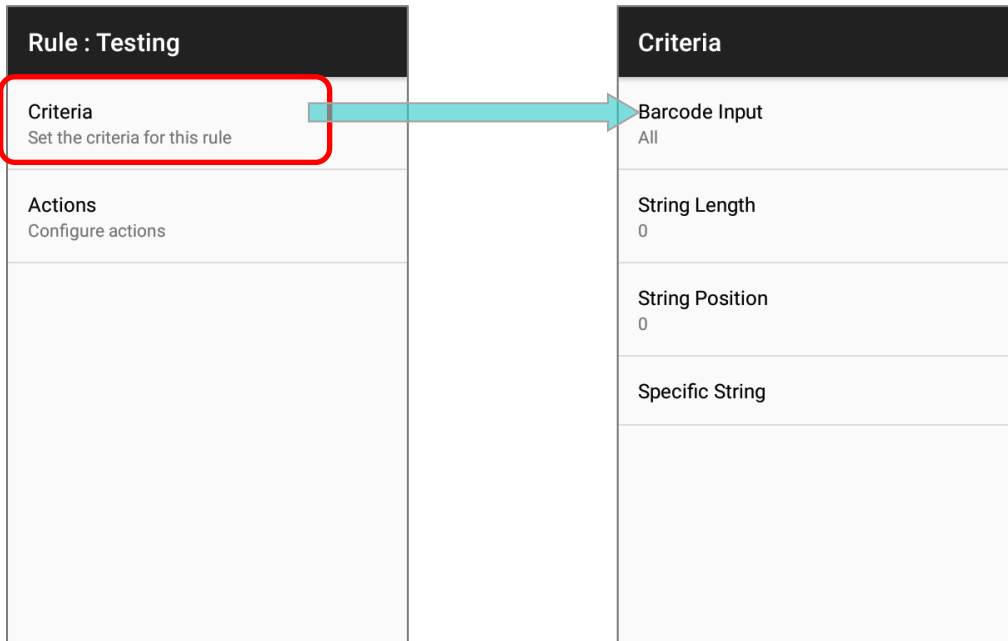 Rule : Testing
Criteria
Set the criteria for this rule
Actions
Configure actions
Criteria
Barcode Input
All
String Length
0
String Position
0
Specific String